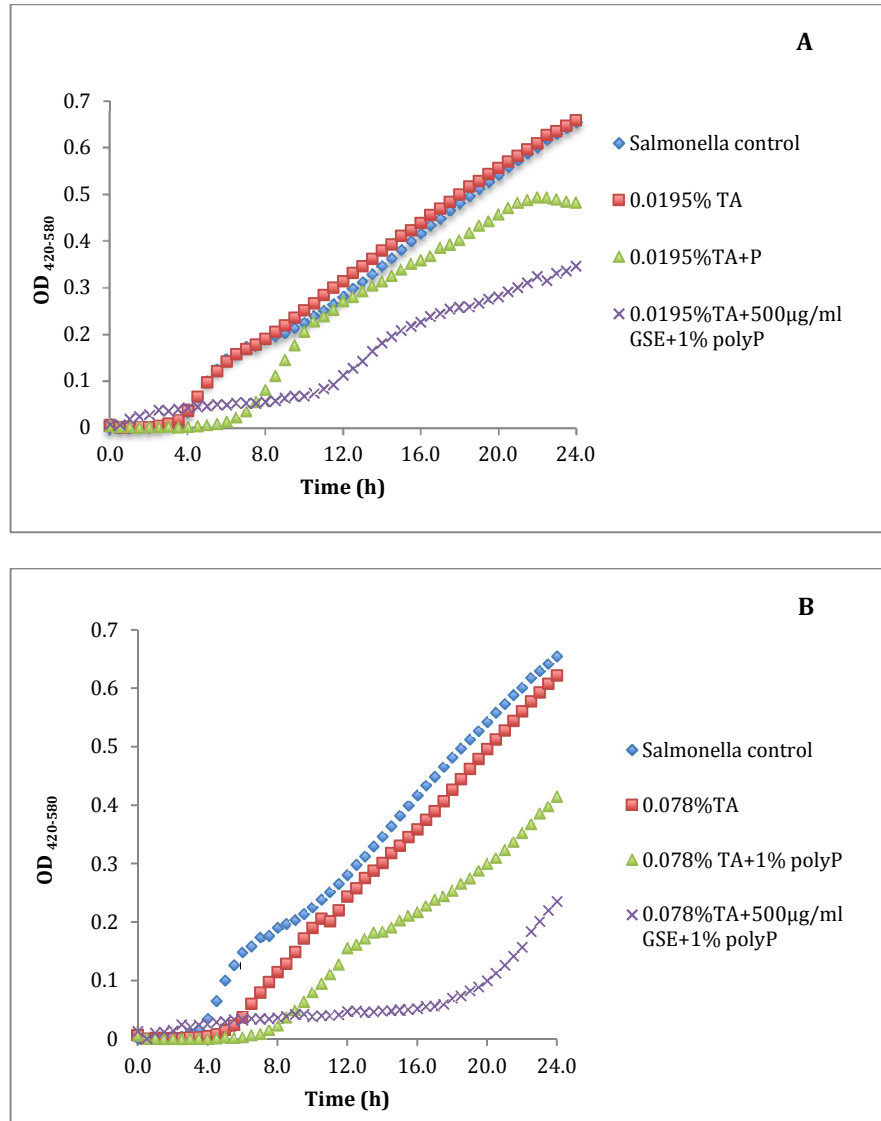 A
0.7
0.6
0.5
0.4
0.3
0.2
0.1
0
OD 420-580
0.0 4.0 8.0 12.0 16.0 20.0 24.0
Time (h)
Salmonella control
0.0195% TA
0.0195%TA+P
0.0195%TA+500μg/ml
GSE+1% polyP
B
0.7
0.6
0.5
0.4
0.3
0.2
0.1
0
OD 420-580
0.0 4.0 8.0 12.0 16.0 20.0 24.0
Time (h)
Salmonella control
0.078%TA
0.078% TA+1% polyP
0.078%TA+500μg/ml
GSE+1% polyP